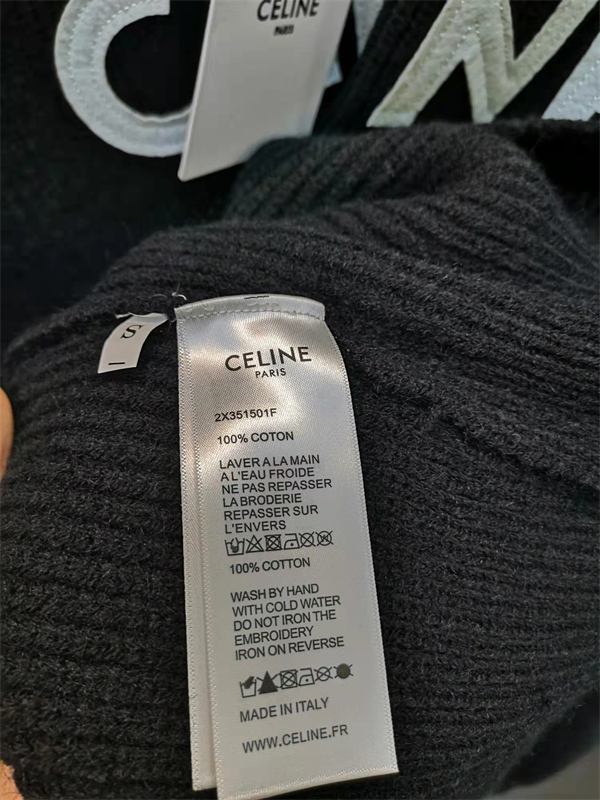 CELINE
PARIS
S
CELINE
PARIS
2X351501F
100% COTON
LAVER A LA MAIN
A L'EAU FROIDE
NE PAS REPASSER
LA BRODERIE
REPASSER SUR
L'ENVERS
100% COTTON
WASH BY HAND
WITH COLD WATER
DO NOT IRON THE
EMBROIDERY
IRON ON REVERSE
MADE IN ITALY
WWW.CELINE.FR